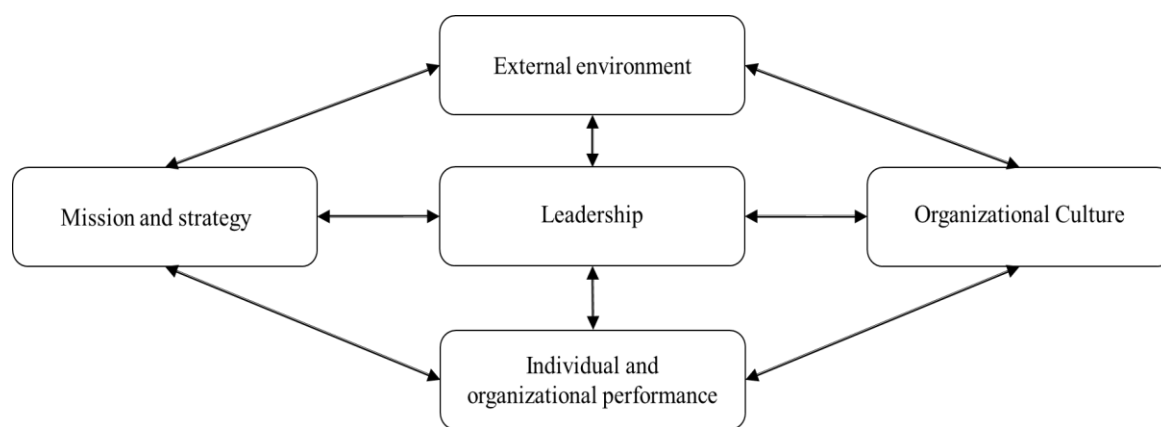 External environment
Mission and strategy
Leadership
Organizational Culture
Individual and
organizational performance